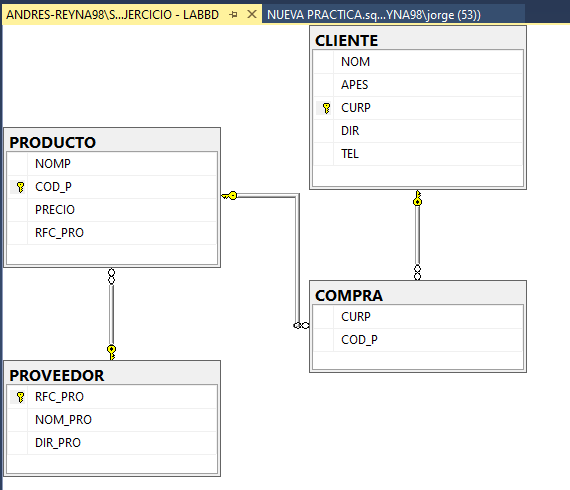 ANDRES-REYNA98\S...JERCICIO - LABBD
NUEVA PRACTICA.sq...YNA98\jorge (53))
CLIENTE
NOM
APES
CURP
DIR
TEL
PRODUCTO
NOMP
COD_P
PRECIO
RFC_PRO
COMPRA
CURP
COD_P
PROVEEDOR
RFC_PRO
NOM_PRO
DIR_PRO